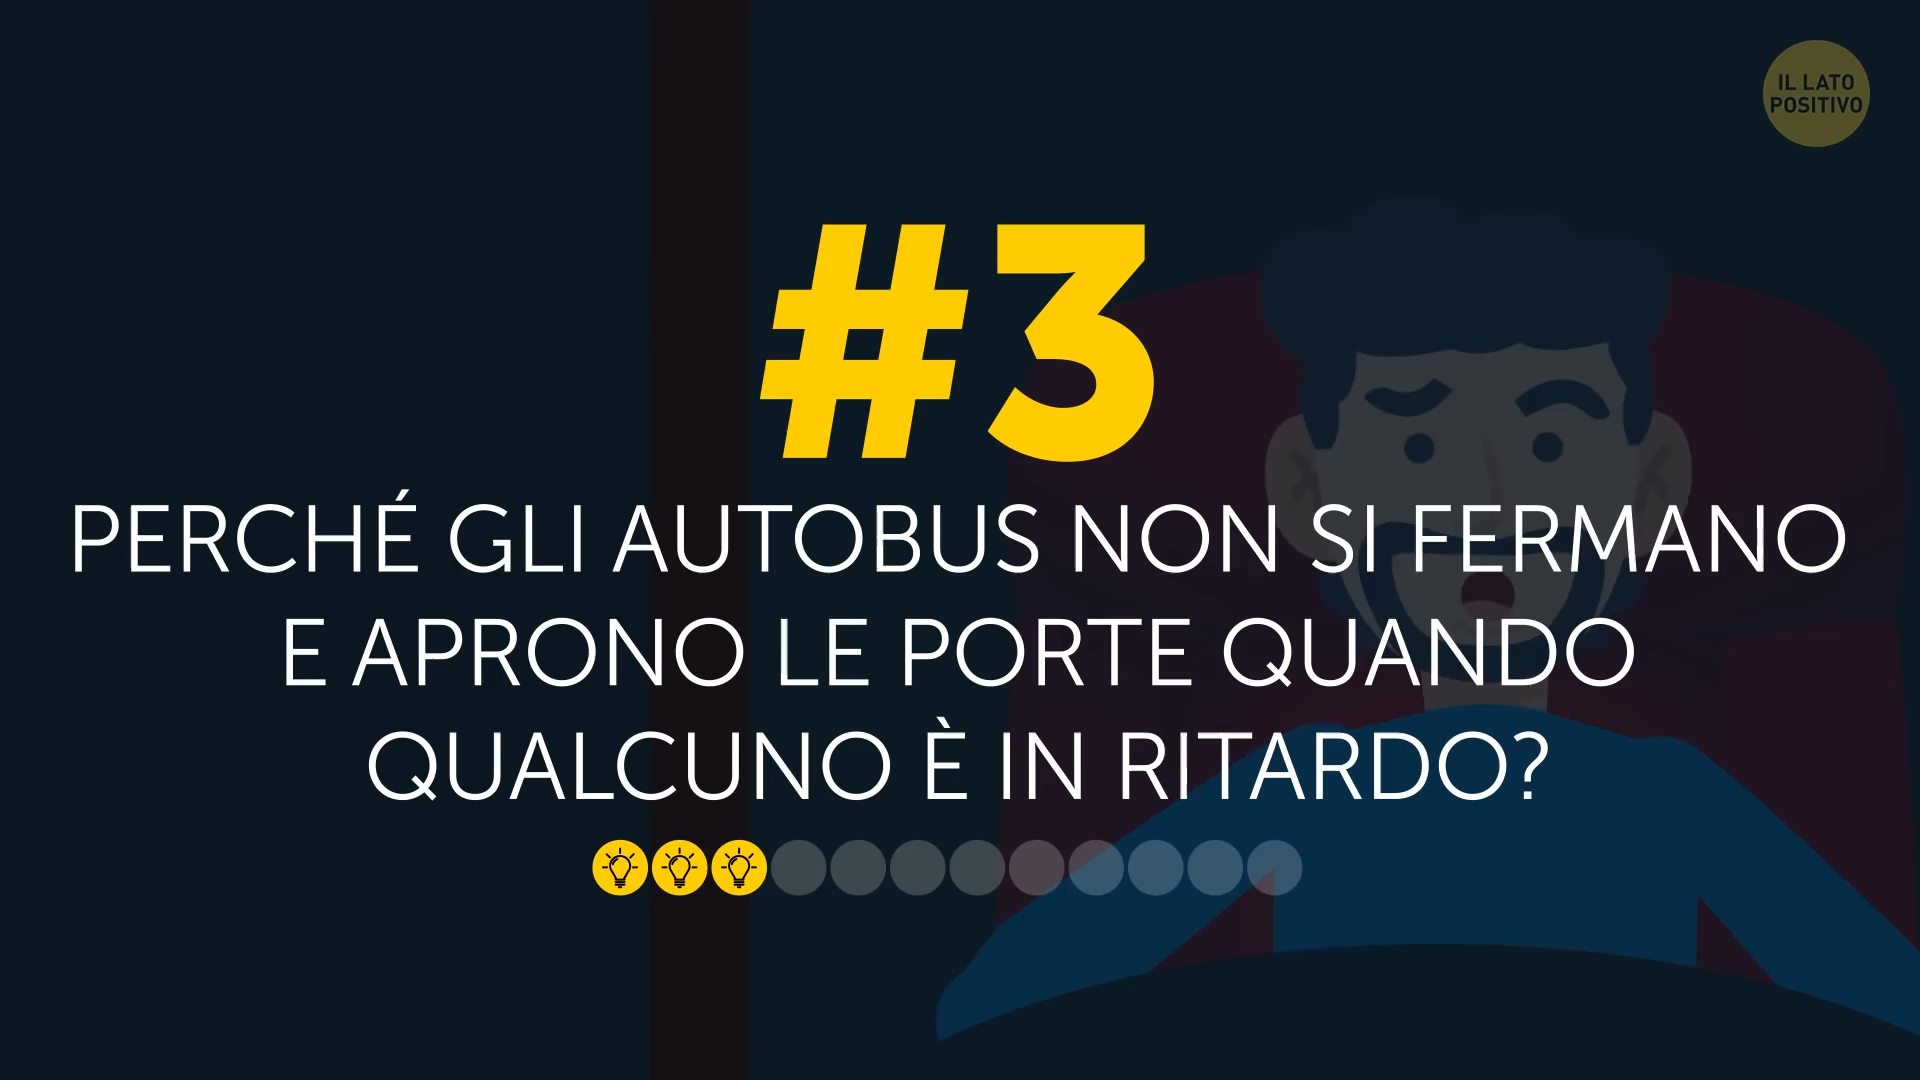 IL LATO
POSITIVO
#3
PERCHÉ GLI AUTOBUS NON SI FERMANO
E APRONO LE PORTE QUANDO
QUALCUNO È IN RITARDO?